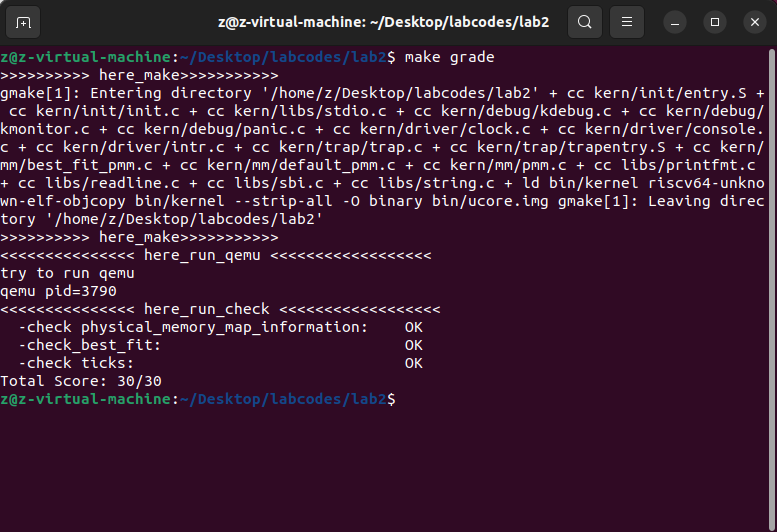 z@z-virtual-machine: ~/Desktop/labcodes/lab2
z@z-virtual-machine:~/Desktop/labcodes/lab2$ make grade
>>>>>>>>>> here_make>>>>>>>>>>>
gmake[1]: Entering directory '/home/z/Desktop/labcodes/lab2' + cc kern/init/entry.S +
 cc kern/init/init.c + cc kern/libs/stdio.c + cc kern/debug/kdebug.c + cc kern/debug/
kmonitor.c + cc kern/debug/panic.c + cc kern/driver/clock.c + cc kern/driver/console.
c + cc kern/driver/intr.c + cc kern/trap/trap.c + cc kern/trap/trapentry.S + cc kern/
mm/best_fit_pmm.c + cc kern/mm/default_pmm.c + cc kern/mm/pmm.c + cc libs/printfmt.c 
+ cc libs/readline.c + cc libs/sbi.c + cc libs/string.c + ld bin/kernel riscv64-unkno
wn-elf-objcopy bin/kernel --strip-all -O binary bin/ucore.img gmake[1]: Leaving direc
tory '/home/z/Desktop/labcodes/lab2'
>>>>>>>>>> here_make>>>>>>>>>>>
<<<<<<<<<<<<<<< here_run_qemu <<<<<<<<<<<<<<<<<<
try to run qemu
qemu pid=3790
<<<<<<<<<<<<<<< here_run_check <<<<<<<<<<<<<<<<<<
  -check physical_memory_map_information:    OK
  -check_best_fit:                           OK
  -check ticks:                              OK
Total Score: 30/30
z@z-virtual-machine:~/Desktop/labcodes/lab2$